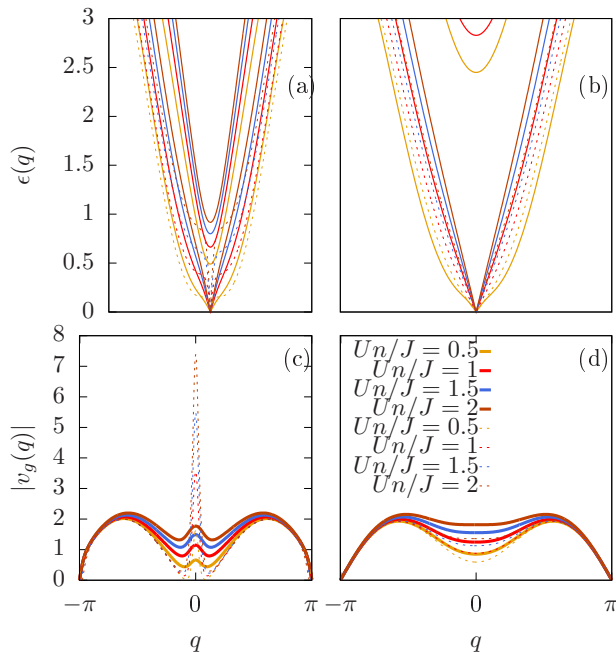 3
2.5
2
1.5
1
0.5
0
ϵ(q)
(a)
(b)
8
7
6
5
4
3
2
1
0
|v_g(q)|
(c)
(d)
Un/J = 0.5
Un/J = 1
Un/J = 1.5
Un/J = 2
Un/J = 0.5
Un/J = 1
Un/J = 1.5
Un/J = 2
−π 0 π
−π 0 π
q
q